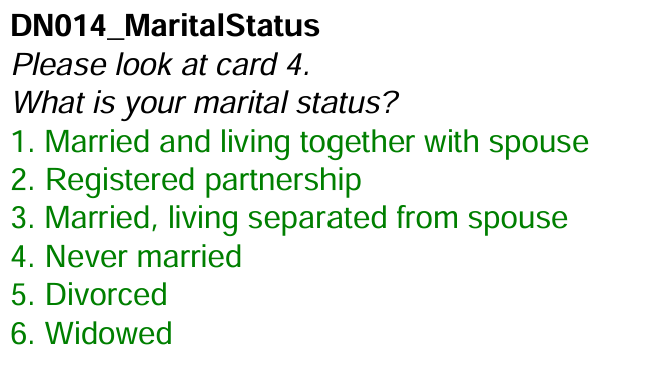 DN014_MaritalStatus
Please look at card 4.
What is your marital status?
1. Married and living together with spouse
2. Registered partnership
3. Married, living separated from spouse
4. Never married
5. Divorced
6. Widowed